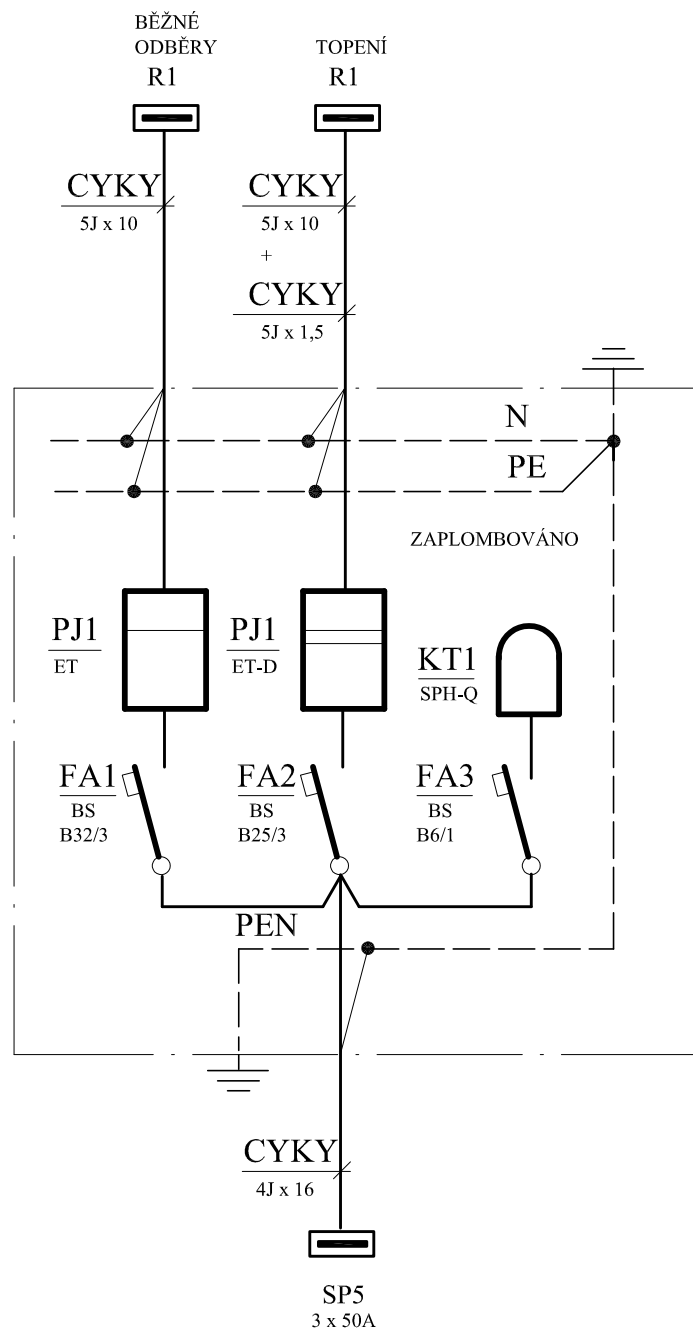 BĚŽNÉ
ODBĚRY
R1
TOPENÍ
R1
CYKY
5J x 10
CYKY
5J x 10
+
CYKY
5J x 1,5
N
PE
ZAPLOMBOVÁNO
PJ1
ET
PJ1
ET-D
KT1
SPH-Q
FA1
BS
B32/3
FA2
BS
B25/3
FA3
BS
B6/1
PEN
CYKY
4J x 16
SP5
3 x 50A